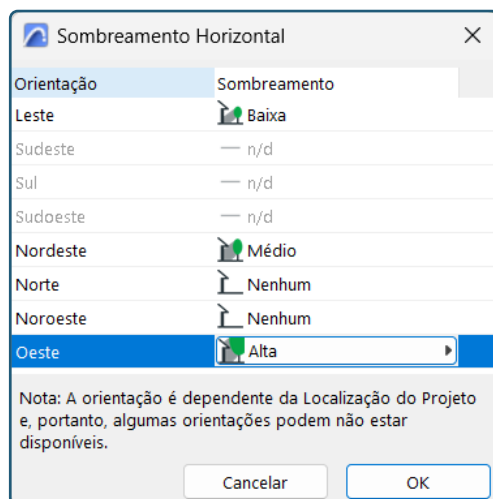 Sombreamento Horizontal
Orientação Sombreamento
Leste Baixa
Sudeste n/d
Sul n/d
Sudoeste n/d
Nordeste Médio
Norte Nenhum
Noroeste Nenhum
Oeste Alta
Nota: A orientação é dependente da Localização do Projeto
e, portanto, algumas orientações podem não estar
disponíveis.
Cancelar OK